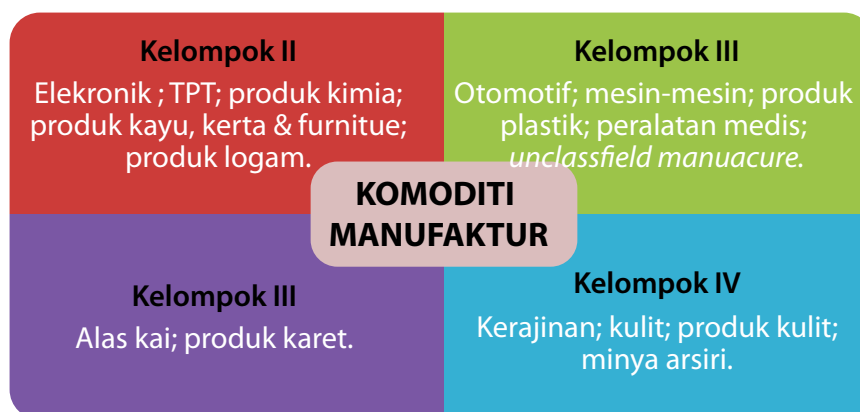 Kelompok II
Elekronik ; TPT; produk kimia;
produk kayu, kerta & furnitue;
produk logam.
Kelompok III
Otomotif; mesin-mesin; produk
plastik; peralatan medis;
unclassfield manuacure.
KOMODITI
MANUFAKTUR
Kelompok III
Alas kai; produk karet.
Kelompok IV
Kerajinan; kulit; produk kulit;
minya arsiri.